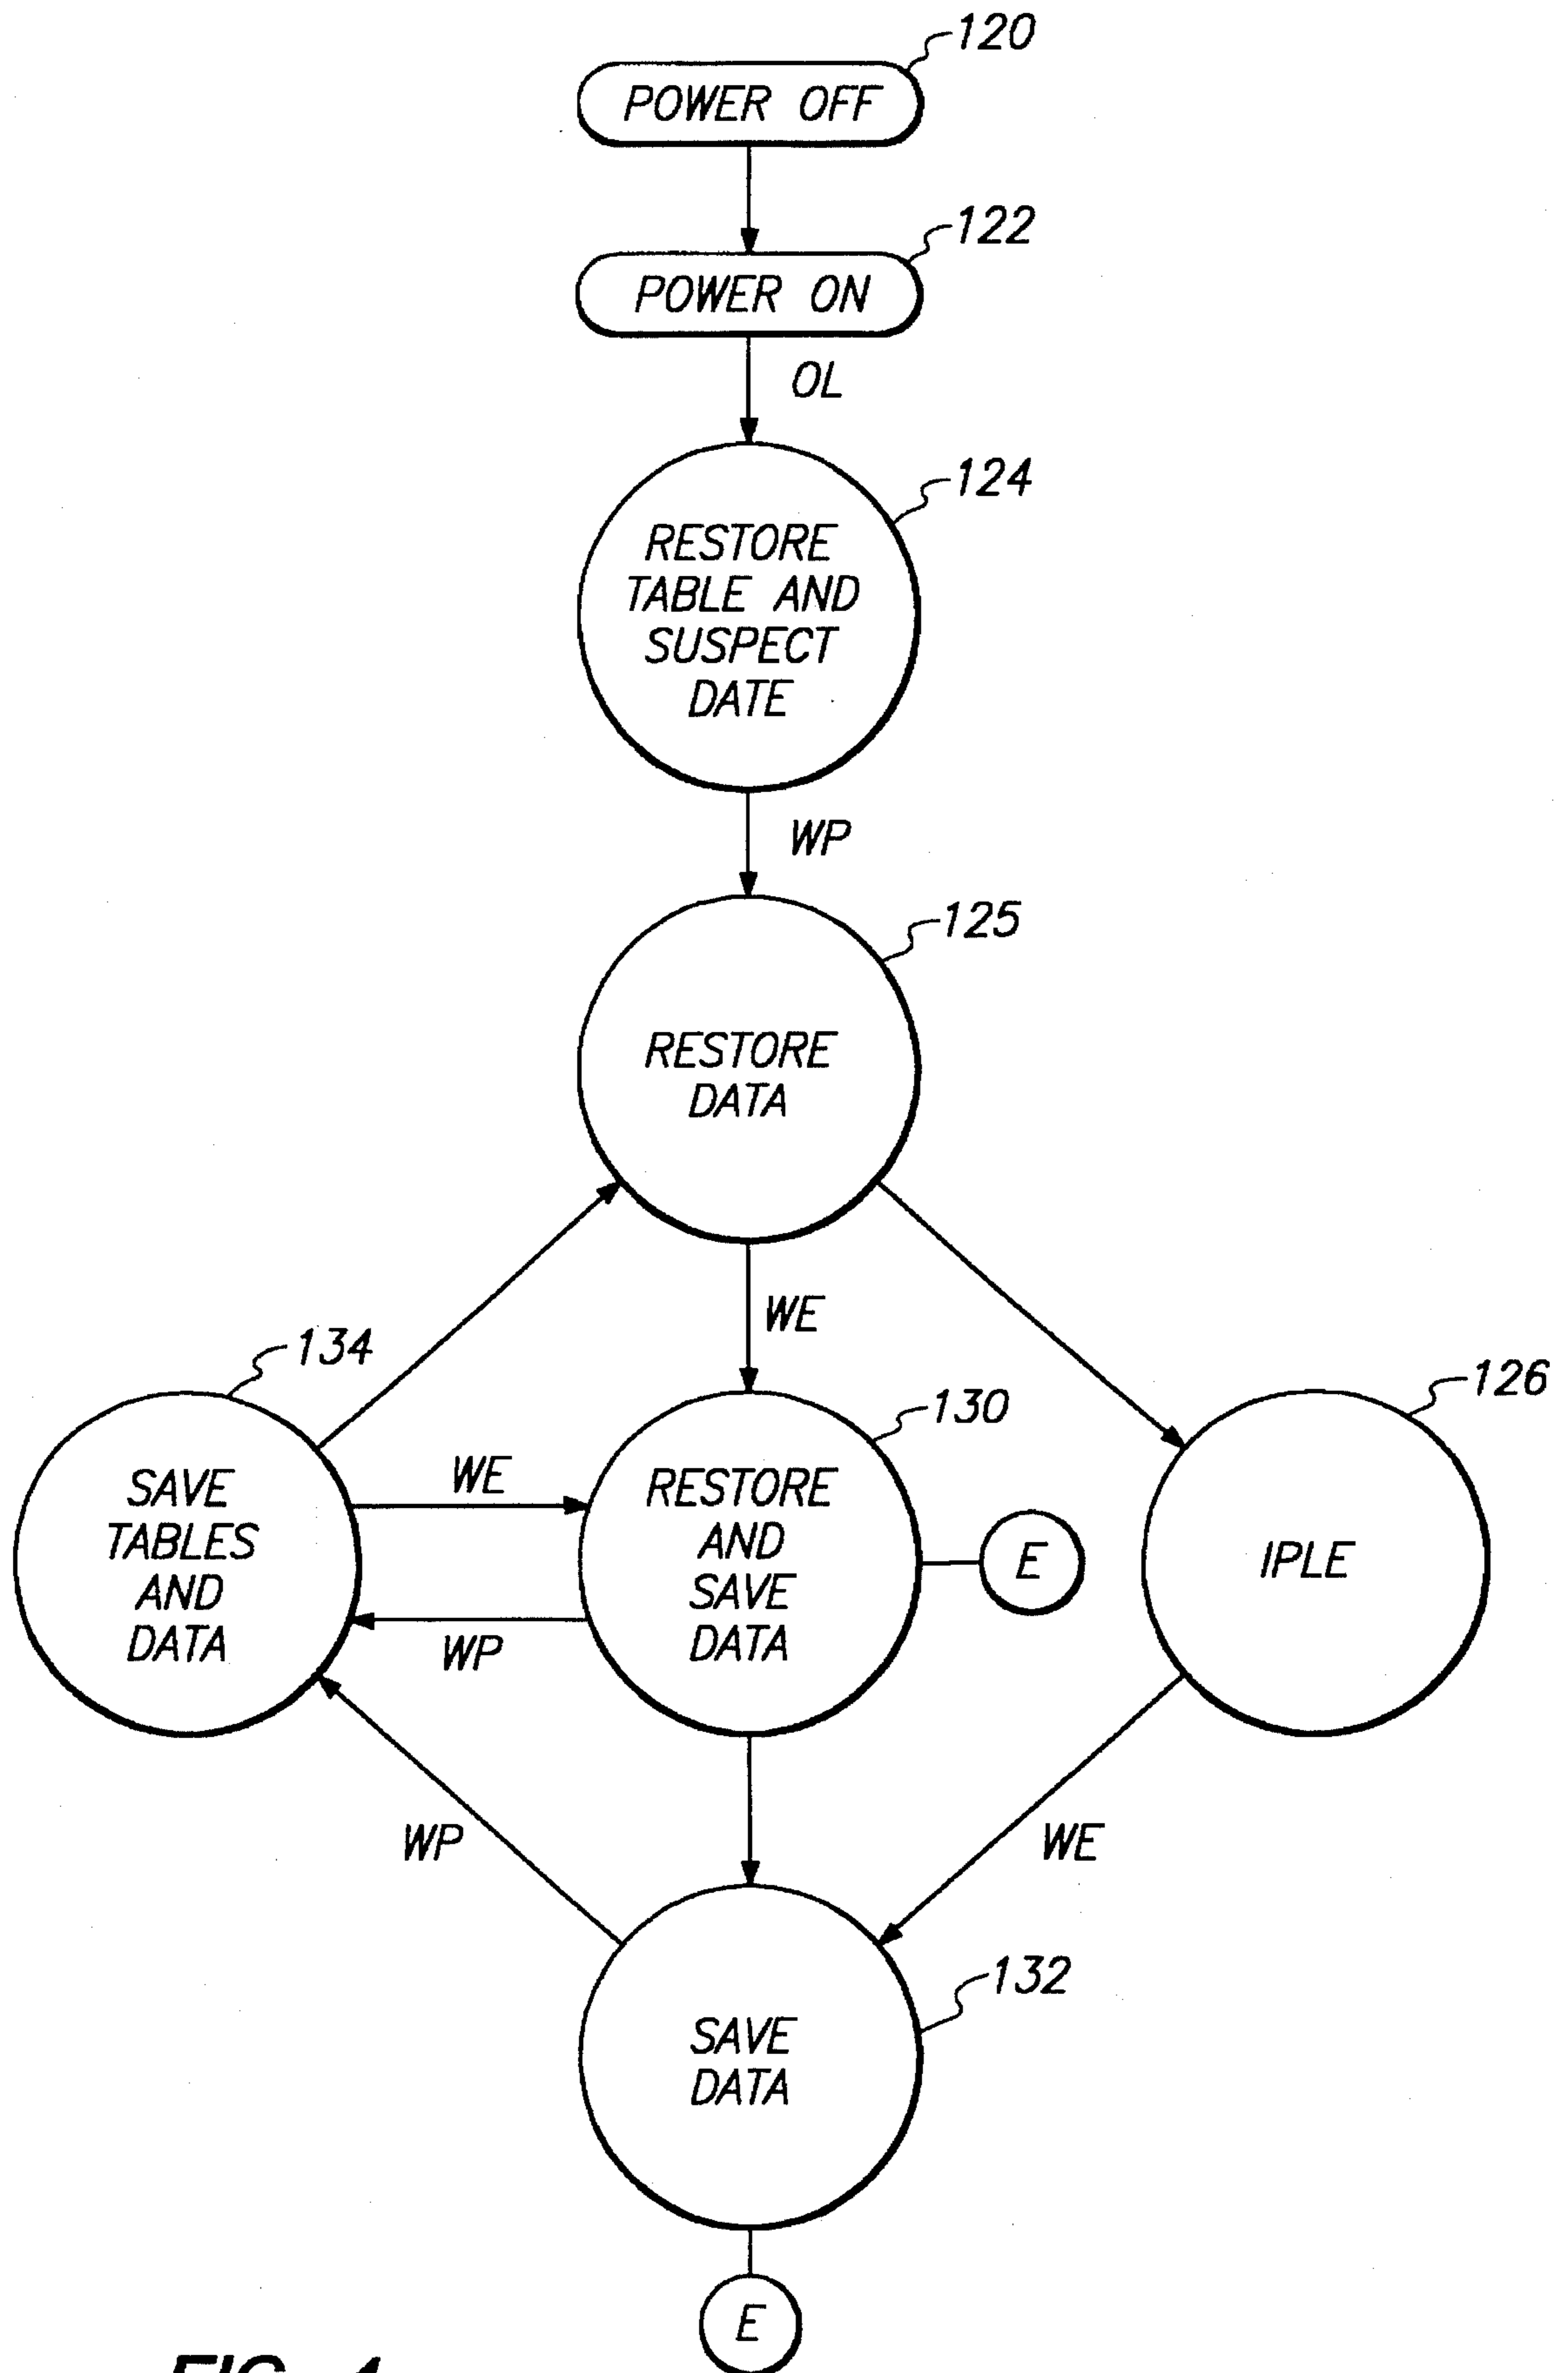 120
POWER OFF
122
POWER ON
OL
124
RESTORE
TABLE AND
SUSPECT
DATE
WP
125
RESTORE
DATA
WE
134
130
126
SAVE
TABLES
AND
DATA
WE
WP
RESTORE
AND
SAVE
DATA
E
IPLE
WP
WE
132
SAVE
DATA
E